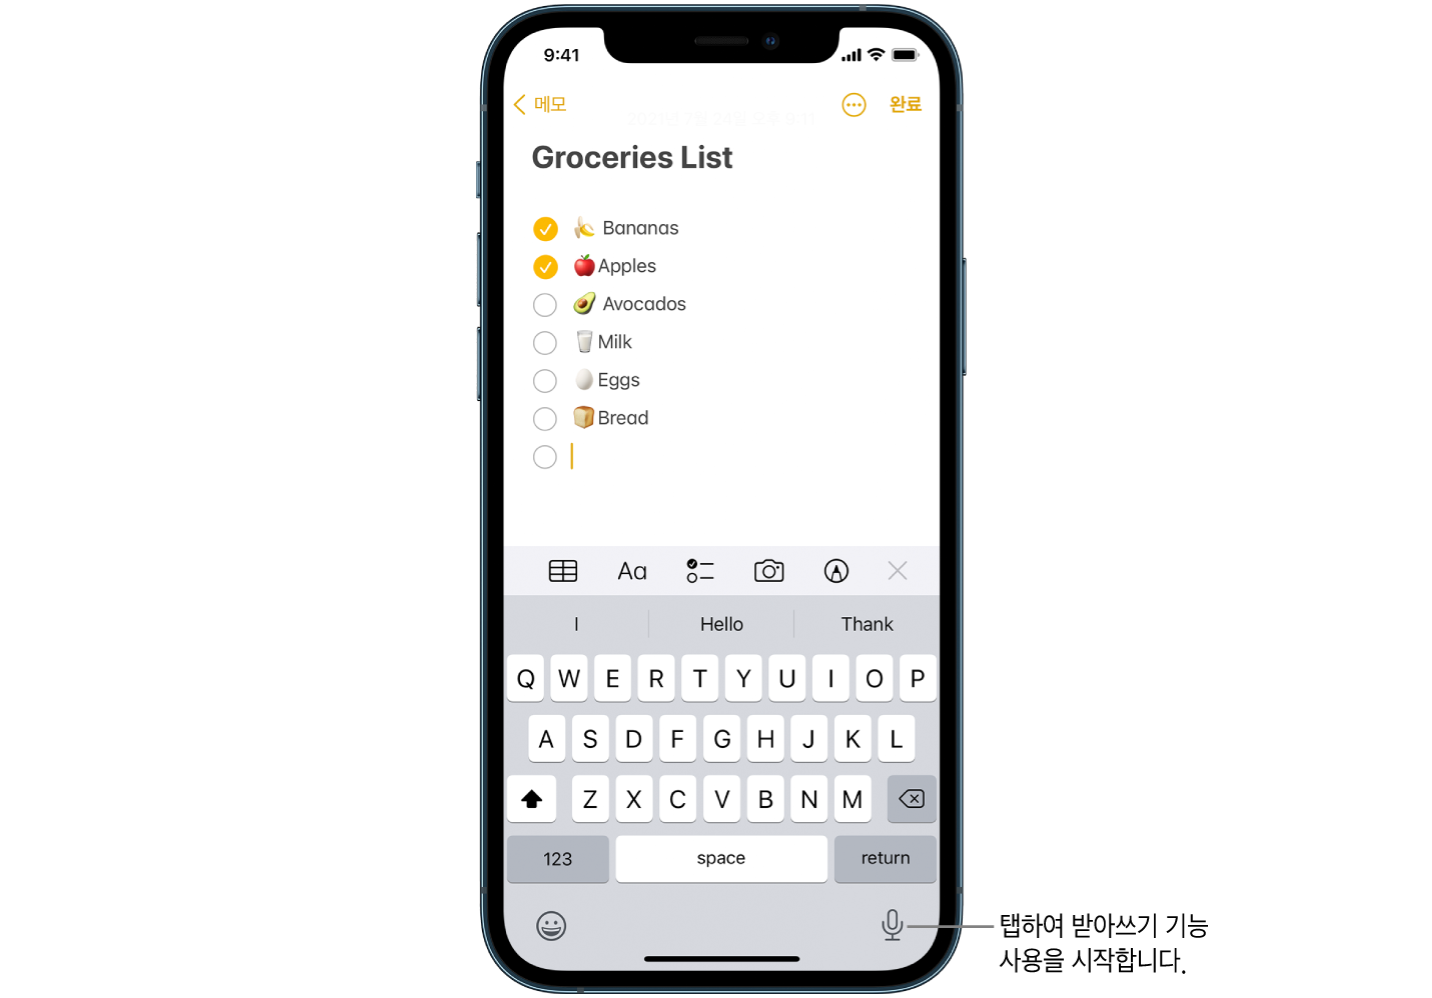 9:41
메모
완료
Groceries List
Bananas
Apples
Avocados
Milk
Eggs
Bread
Aa
I Hello Thank
Q W E R T Y U I O P
A S D F G H J K L
Z X C V B N M
123 space return
탭하여 받아쓰기 기능
사용을 시작합니다.